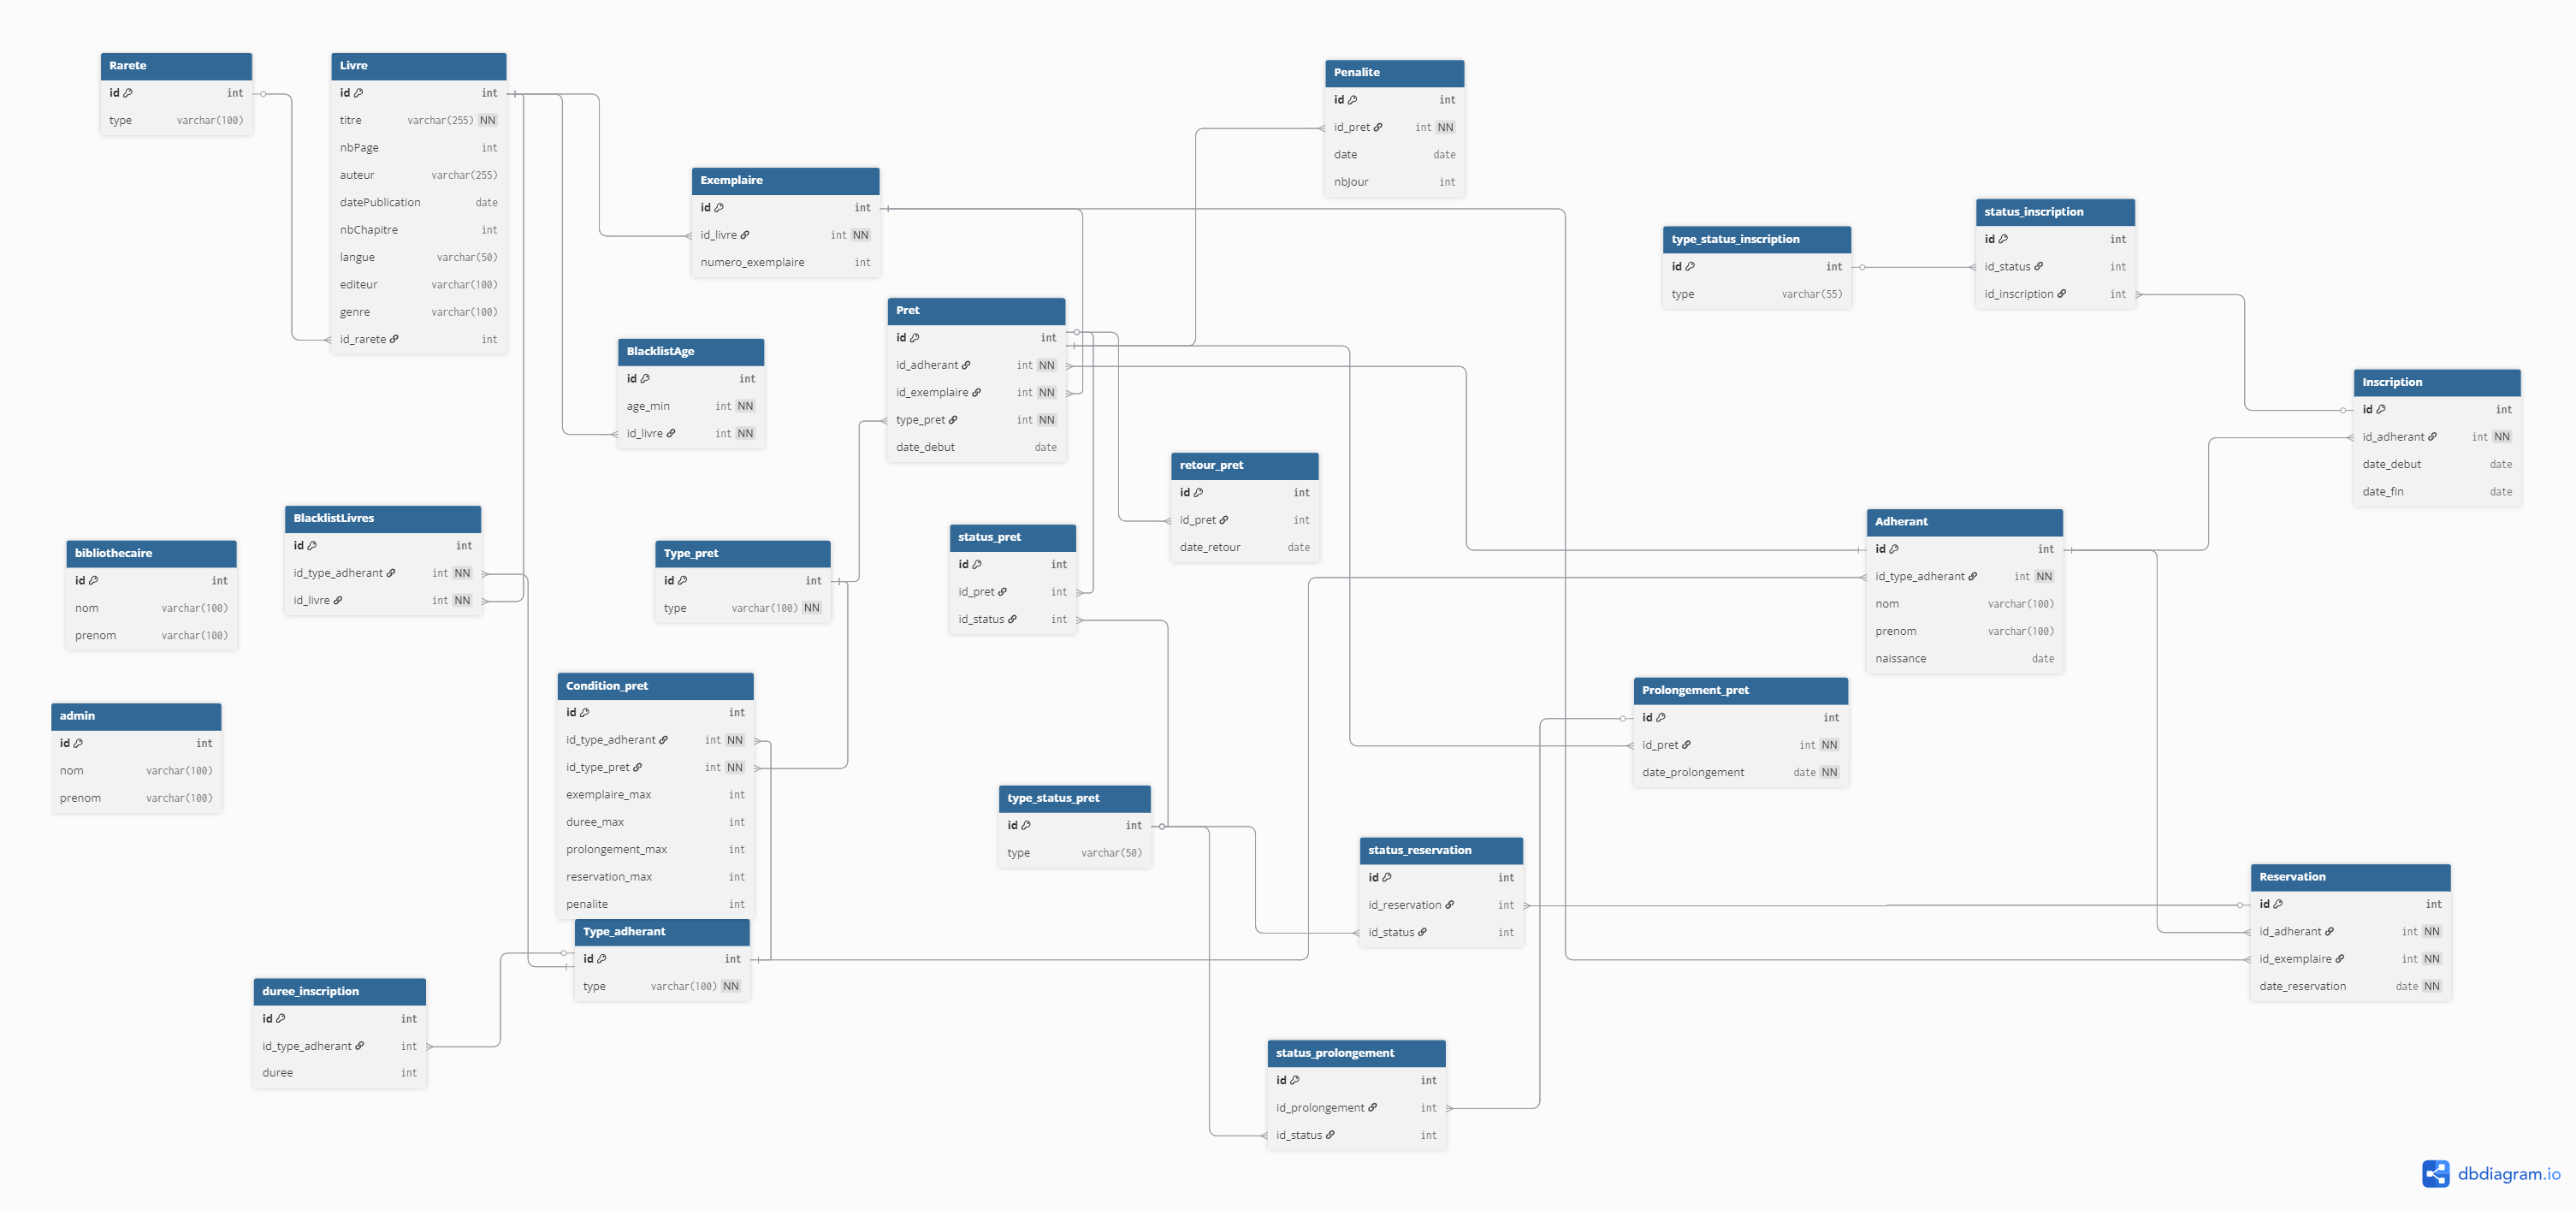 Rarete
id int
type varchar(100)
Livre
id int
titre varchar(255) NN
nbPage int
auteur varchar(255)
datePublication date
nbChapitre int
langue varchar(50)
editeur varchar(100)
genre varchar(100)
id_rarete int
Penalite
id int
id_pret int NN
date date
nbJour int
Exemplaire
id int
id_livre int NN
numero_exemplaire int
type_status_inscription
id int
type varchar(55)
status_inscription
id int
id_status int
id_inscription int
Pret
id int
id_adherant int NN
id_exemplaire int NN
type_pret int NN
date_debut date
BlacklistAge
id int
age_min int NN
id_livre int NN
Inscription
id int
id_adherant int NN
date_debut date
date_fin date
retour_pret
id int
id_pret int
date_retour date
BlacklistLivres
id int
id_type_adherant int NN
id_livre int NN
bibliothecaire
id int
nom varchar(100)
prenom varchar(100)
Type_pret
id int
type varchar(100) NN
status_pret
id int
id_pret int
id_status int
Adherant
id int
id_type_adherant int NN
nom varchar(100)
prenom varchar(100)
naissance date
Condition_pret
id int
id_type_adherant int NN
id_type_pret int NN
exemplaire_max int
duree_max int
prolongement_max int
reservation_max int
penalite int
Prolongement_pret
id int
id_pret int NN
date_prolongement date NN
admin
id int
nom varchar(100)
prenom varchar(100)
type_status_pret
id int
type varchar(50)
status_reservation
id int
id_reservation int
id_status int
Reservation
id int
id_adherant int NN
id_exemplaire int NN
date_reservation date NN
Type_adherant
id int
type varchar(100) NN
duree_inscription
id int
id_type_adherant int
duree int
status_prolongement
id int
id_prolongement int
id_status int
dbdiagram.io